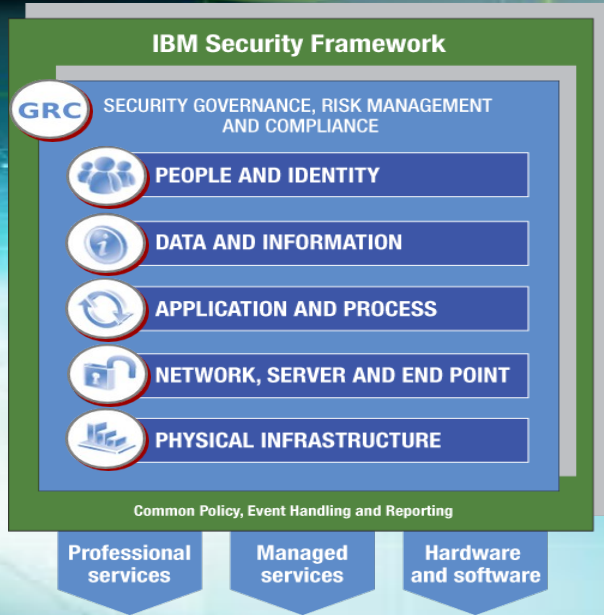 IBM Security Framework
GRC
SECURITY GOVERNANCE, RISK MANAGEMENT
AND COMPLIANCE
PEOPLE AND IDENTITY
DATA AND INFORMATION
APPLICATION AND PROCESS
NETWORK, SERVER AND END POINT
PHYSICAL INFRASTRUCTURE
Common Policy, Event Handling and Reporting
Professional
services
Managed
services
Hardware
and software